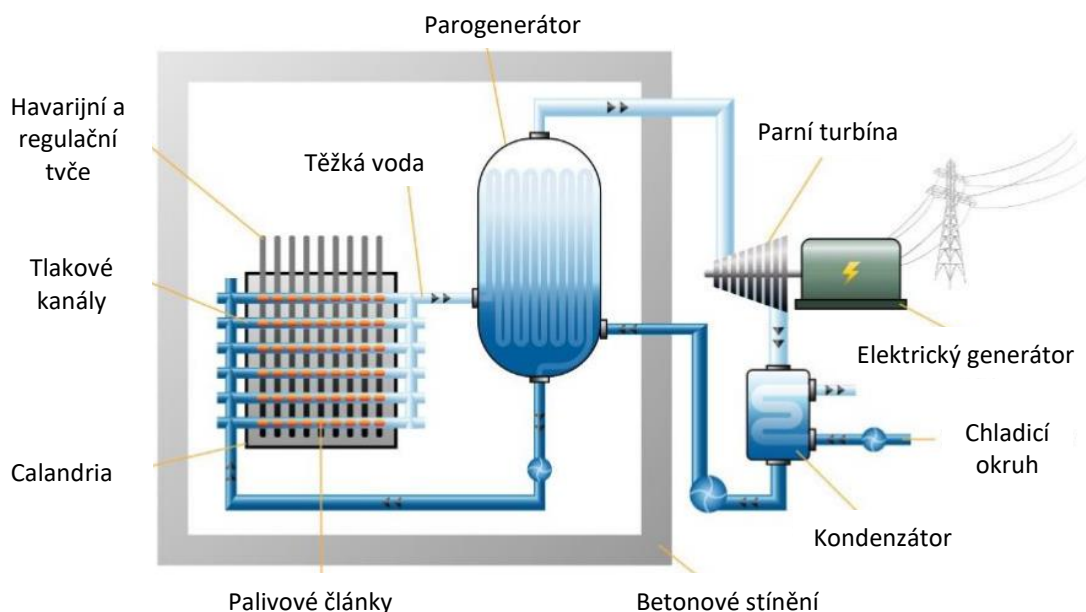 Parogenerátor
Havarijní a
regulační
tvče
Těžká voda
Parní turbína
Tlakové
kanály
Elektrický generátor
Calandria
Chladicí
okruh
Kondenzátor
Palivové články
Betonové stínění